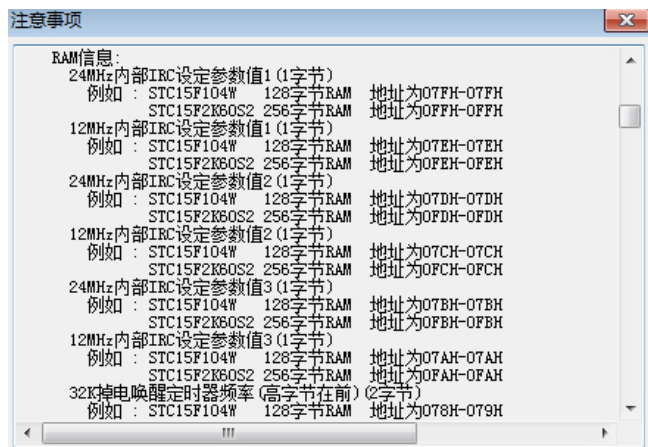 注意事项
RAM信息:
24MHz内部IRC设定参数值1(1字节)
例如 : STC15F104W 128字节RAM 地址为07FH-07FH
STC15F2K60S2 256字节RAM 地址为0FFH-0FFH
12MHz内部IRC设定参数值1(1字节)
例如 : STC15F104W 128字节RAM 地址为07EH-07EH
STC15F2K60S2 256字节RAM 地址为0FEH-0FEH
24MHz内部IRC设定参数值2(1字节)
例如 : STC15F104W 128字节RAM 地址为07DH-07DH
STC15F2K60S2 256字节RAM 地址为0FDH-0FDH
12MHz内部IRC设定参数值2(1字节)
例如 : STC15F104W 128字节RAM 地址为07CH-07CH
STC15F2K60S2 256字节RAM 地址为0FCH-0FCH
24MHz内部IRC设定参数值3(1字节)
例如 : STC15F104W 128字节RAM 地址为07BH-07BH
STC15F2K60S2 256字节RAM 地址为0FBH-0FBH
12MHz内部IRC设定参数值3(1字节)
例如 : STC15F104W 128字节RAM 地址为07AH-07AH
STC15F2K60S2 256字节RAM 地址为0FAH-0FAH
32K掉电唤醒定时器频率(高字节在前)(2字节)
例如 : STC15F104W 128字节RAM 地址为078H-079H